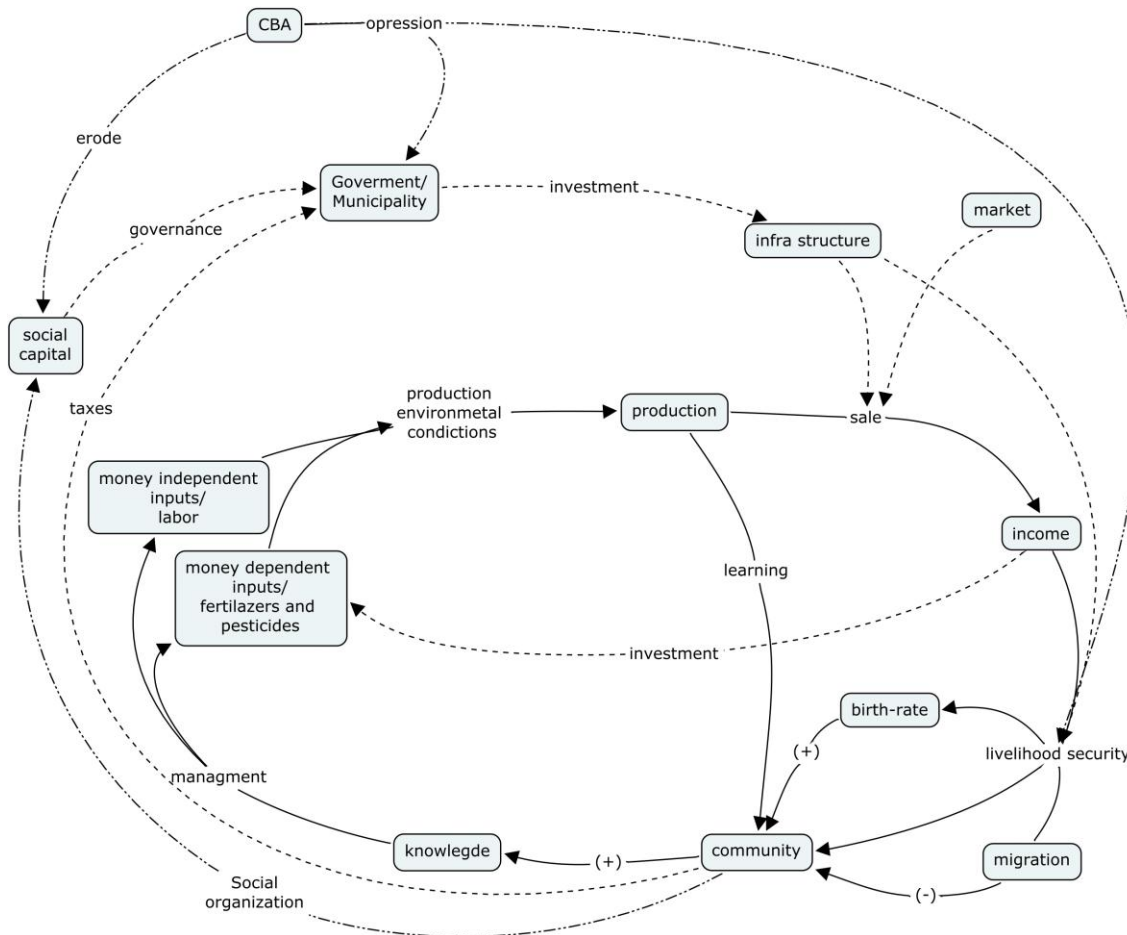 CBA
opression
erode
Goverment/
Municipality
investment
market
governance
infra structure
social
capital
taxes
production
environmetal
condictions
production
sale
money independent
inputs/
labor
income
money dependent
inputs/
fertilazers and
pesticides
learning
investment
birth-rate
(+)
livelihood security
managment
knowlegde
(+)
community
migration
(-)
Social
organization